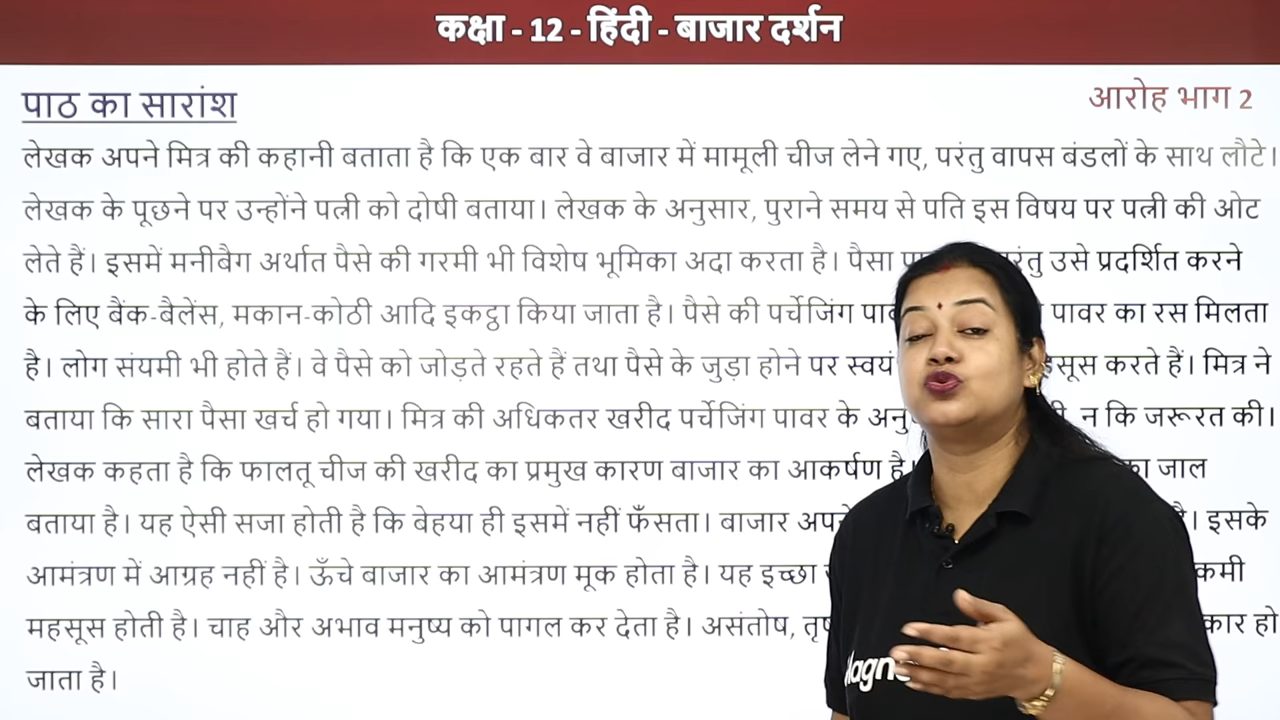 कक्षा - 12 - हिंदी - बाजार दर्शन
पाठ का सारांश
आरोह भाग 2
लेखक अपने मित्र की कहानी बताता है कि एक बार वे बाजार में मामूली चीज लेने गए, परंतु वापस बंडलों के साथ लौटे।
लेखक के पूछने पर उन्होंने पत्नी को दोषी बताया। लेखक के अनुसार, पुराने समय से पति इस विषय पर पत्नी की ओट
लेते हैं। इसमें मनीबैग अर्थात पैसे की गरमी भी विशेष भूमिका अदा करता है। पैसा उसे प्रदर्शित करने
के लिए बैंक-बैलेंस, मकान-कोठी आदि इकट्ठा किया जाता है। पैसे की पर्चेजिंग पावर का रस मिलता
है। लोग संयमी भी होते हैं। वे पैसे को जोड़ते रहते हैं तथा पैसे के जुड़ा होने पर स्वयं करते हैं। मित्र ने
बताया कि सारा पैसा खर्च हो गया। मित्र की अधिकतर खरीद पर्चेजिंग पावर के न कि जरूरत की।
लेखक कहता है कि फालतू चीज की खरीद का प्रमुख कारण बाजार का आकर्षण है। का जाल
बताया है। यह ऐसी सजा होती है कि बेहया ही इसमें नहीं फँसता। बाजार है। इसके
आमंत्रण में आग्रह नहीं है। ऊँचे बाजार का आमंत्रण मूक होता है। यह इच्छा कमी
महसूस होती है। चाह और अभाव मनुष्य को पागल कर देता है। असंतोष, हो
जाता है।